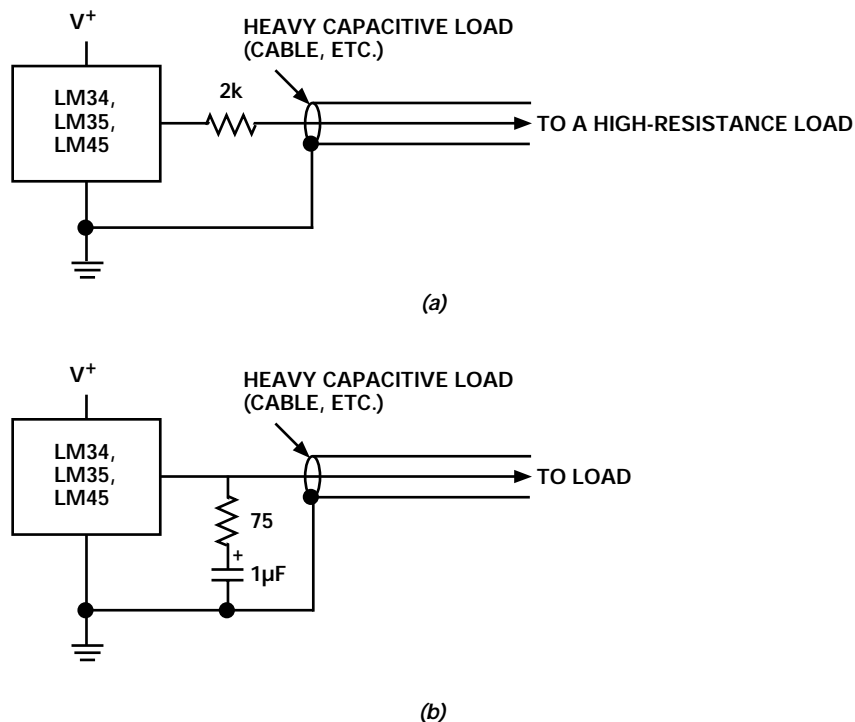 V+
HEAVY CAPACITIVE LOAD
(CABLE, ETC.)
LM34,
LM35,
LM45
2k
TO A HIGH-RESISTANCE LOAD
(a)
V+
HEAVY CAPACITIVE LOAD
(CABLE, ETC.)
LM34,
LM35,
LM45
TO LOAD
75
+
1µF
(b)